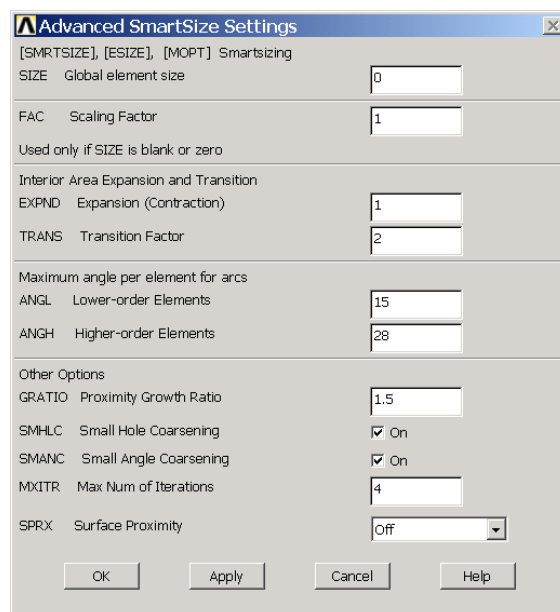 Advanced SmartSize Settings
[SMRTSIZE], [ESIZE], [MOPT] Smartsizing
SIZE Global element size 0
FAC Scaling Factor 1
Used only if SIZE is blank or zero
Interior Area Expansion and Transition
EXPND Expansion (Contraction) 1
TRANS Transition Factor 2
Maximum angle per element for arcs
ANGL Lower-order Elements 15
ANGH Higher-order Elements 28
Other Options
GRATIO Proximity Growth Ratio 1.5
SMHLC Small Hole Coarsening On
SMANC Small Angle Coarsening On
MXITR Max Num of Iterations 4
SPRX Surface Proximity Off
OK Apply Cancel Help